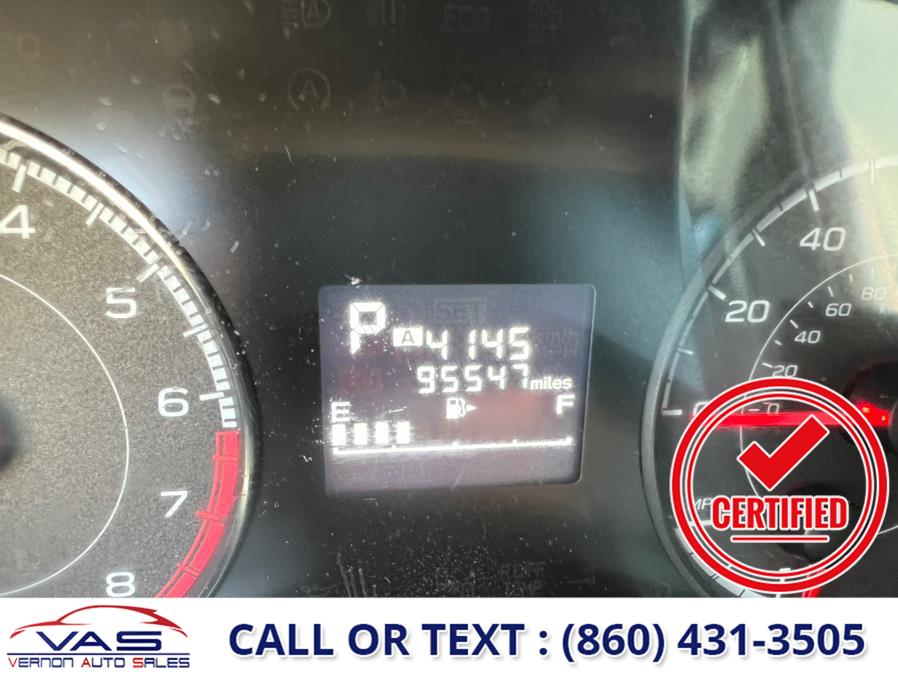 4
5
6
7
8
P A 4145
95547 miles
E F
SET
40
20
80
60
40
20
CERTIFIED
VAS
VERNON AUTO SALES
CALL OR TEXT : (860) 431-3505